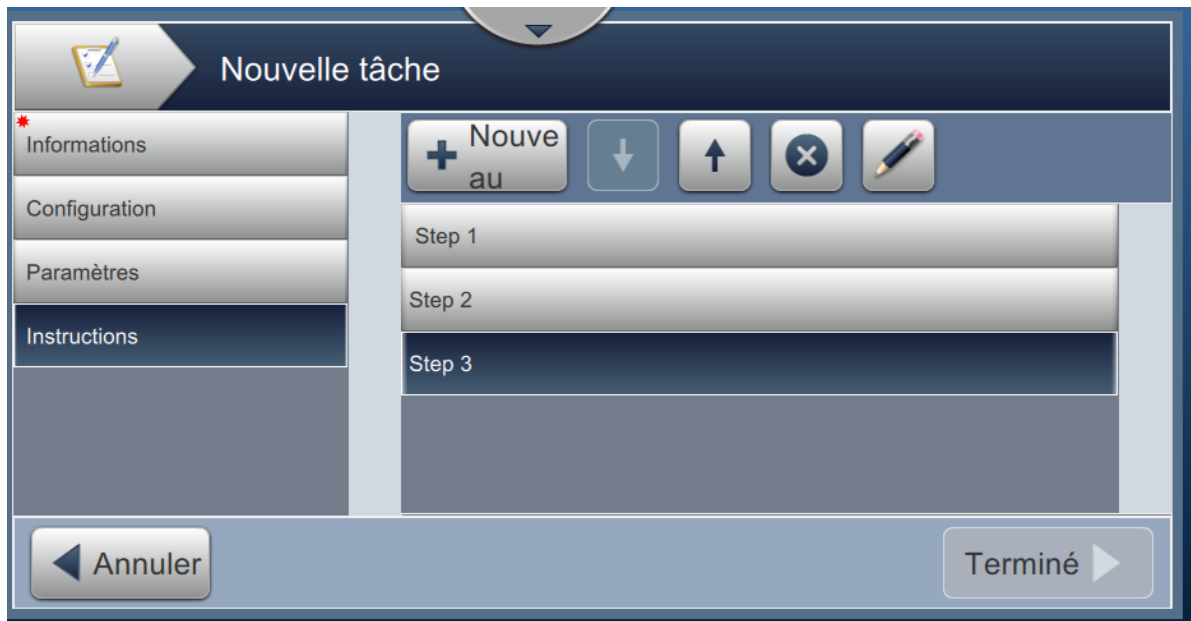 Nouvelle tâche
Informations
Configuration
Paramètres
Instructions
Nouve
au
Step 1
Step 2
Step 3
Annuler
Terminé